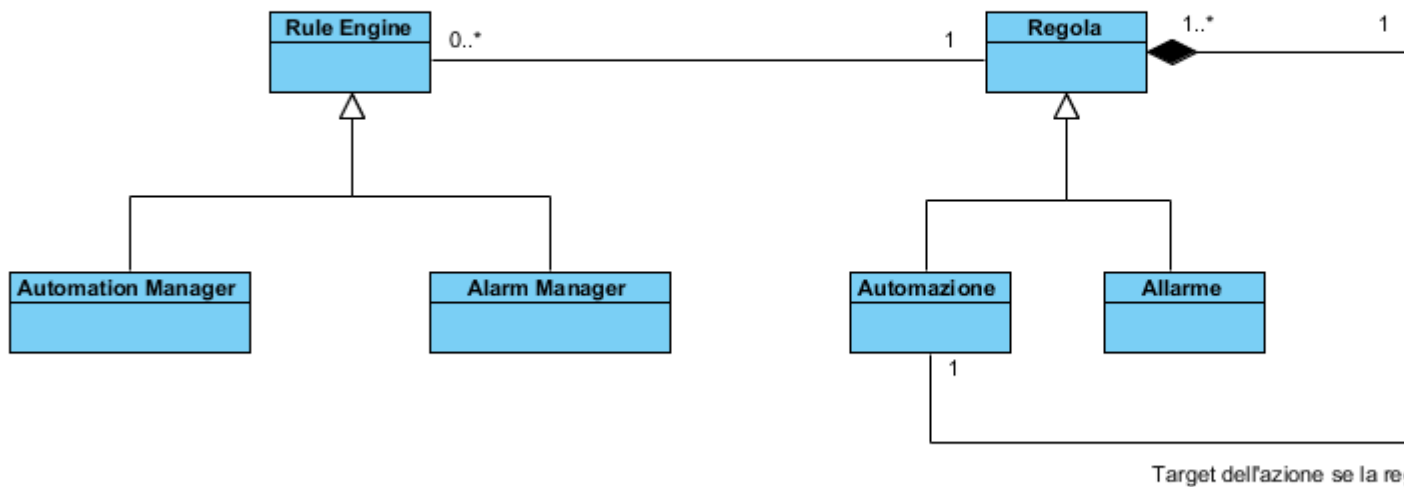 Rule Engine
0..*
1
Regola
1..*
1
Automation Manager
Alarm Manager
Automazione
Allarme
1
Target dell'azione se la